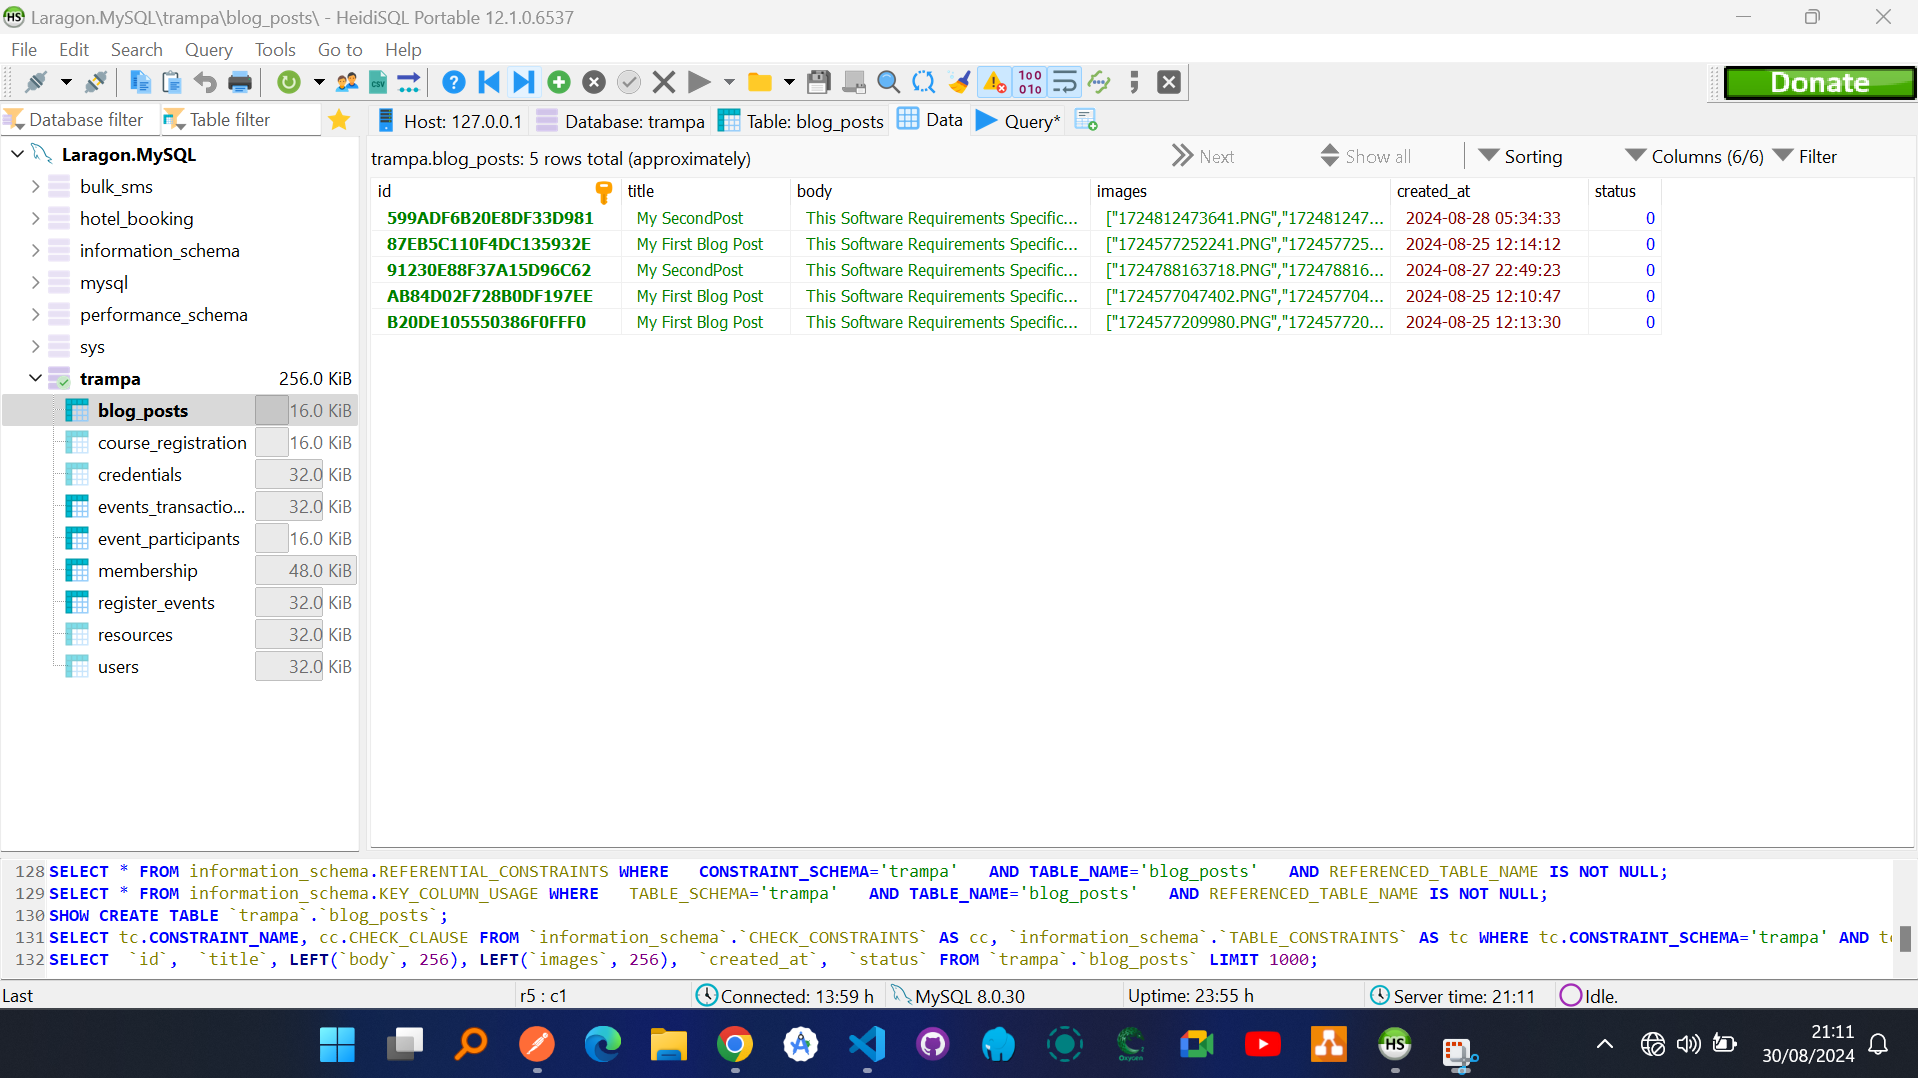 Laragon.MySQL\trampa\blog_posts\ - HeidiSQL Portable 12.1.0.6537
File Edit Search Query Tools Go to Help
Donate
Database filter Table filter
Host: 127.0.0.1 Database: trampa Table: blog_posts Data Query*
Laragon.MySQL
bulk_sms
hotel_booking
information_schema
mysql
performance_schema
sys
trampa 256.0 KiB
blog_posts 16.0 KiB
course_registration 16.0 KiB
credentials 32.0 KiB
events_transactio... 32.0 KiB
event_participants 16.0 KiB
membership 48.0 KiB
register_events 32.0 KiB
resources 32.0 KiB
users 32.0 KiB
trampa.blog_posts: 5 rows total (approximately) Next Show all Sorting Columns (6/6) Filter
id title body images created_at status
599ADF6B20E8DF33D981 My SecondPost This Software Requirements Specific... ["1724812473641.PNG","172481247... 2024-08-28 05:34:33 0
87EB5C110F4DC135932E My First Blog Post This Software Requirements Specific... ["1724577252241.PNG","172457725... 2024-08-25 12:14:12 0
91230E88F37A15D96C62 My SecondPost This Software Requirements Specific... ["1724788163718.PNG","172478816... 2024-08-27 22:49:23 0
AB84D02F728B0DF197EE My First Blog Post This Software Requirements Specific... ["1724577047402.PNG","172457704... 2024-08-25 12:10:47 0
B20DE105550386F0FFF0 My First Blog Post This Software Requirements Specific... ["1724577209980.PNG","172457720... 2024-08-25 12:13:30 0
128 SELECT * FROM information_schema.REFERENTIAL_CONSTRAINTS WHERE CONSTRAINT_SCHEMA='trampa' AND TABLE_NAME='blog_posts' AND REFERENCED_TABLE_NAME IS NOT NULL;
129 SELECT * FROM information_schema.KEY_COLUMN_USAGE WHERE TABLE_SCHEMA='trampa' AND TABLE_NAME='blog_posts' AND REFERENCED_TABLE_NAME IS NOT NULL;
130 SHOW CREATE TABLE `trampa`.`blog_posts`;
131 SELECT tc.CONSTRAINT_NAME, cc.CHECK_CLAUSE FROM `information_schema`.`CHECK_CONSTRAINTS` AS cc, `information_schema`.`TABLE_CONSTRAINTS` AS tc WHERE tc.CONSTRAINT_SCHEMA='trampa' AND tc
132 SELECT `id`, `title`, LEFT(`body`, 256), LEFT(`images`, 256), `created_at`, `status` FROM `trampa`.`blog_posts` LIMIT 1000;
Last r5 : c1 Connected: 13:59 h MySQL 8.0.30 Uptime: 23:55 h Server time: 21:11 Idle.
21:11
30/08/2024